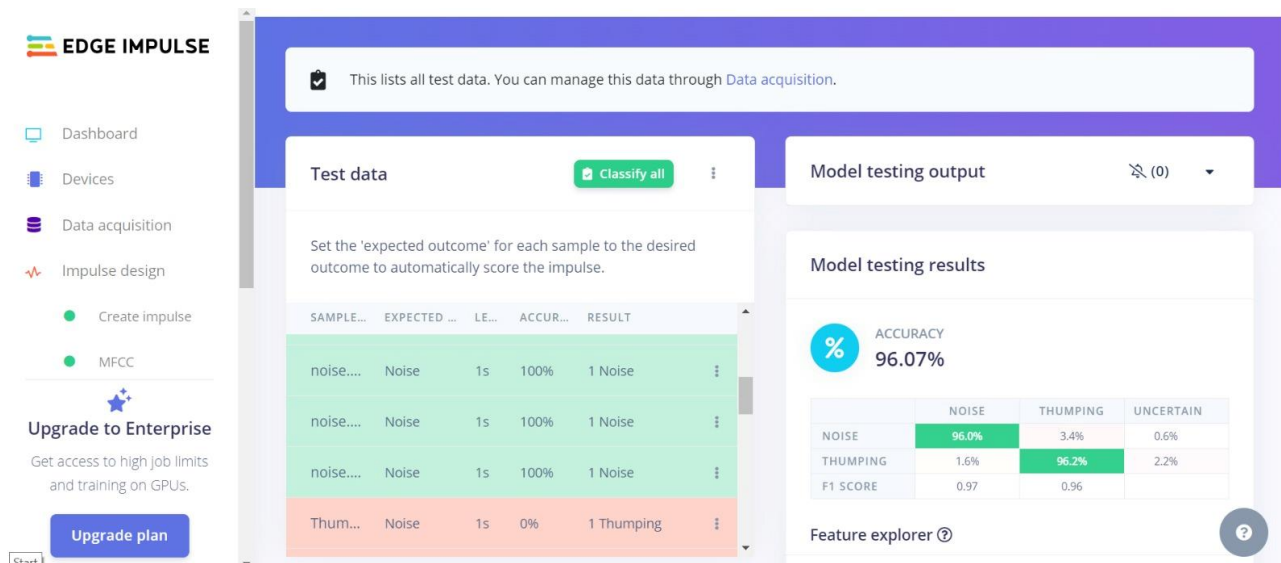 EDGE IMPULSE
Dashboard
Devices
Data acquisition
Impulse design
Create impulse
MFCC
Upgrade to Enterprise
Get access to high job limits
and training on GPUs.
Upgrade plan
Start
This lists all test data. You can manage this data through Data acquisition.
Test data
Classify all
Set the 'expected outcome' for each sample to the desired
outcome to automatically score the impulse.
SAMPLE... EXPECTED ... LE... ACCUR... RESULT
noise.... Noise 1s 100% 1 Noise
noise.... Noise 1s 100% 1 Noise
noise.... Noise 1s 100% 1 Noise
Thum... Noise 1s 0% 1 Thumping
Model testing output (0)
Model testing results
%
ACCURACY
96.07%
NOISE THUMPING UNCERTAIN
NOISE 96.0% 3.4% 0.6%
THUMPING 1.6% 96.2% 2.2%
F1 SCORE 0.97 0.96
Feature explorer ?
?